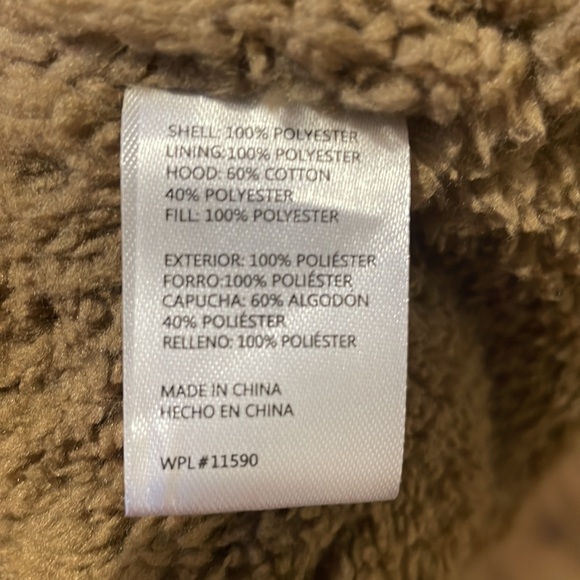 SHELL: 100% POLYESTER
LINING:100% POLYESTER
HOOD: 60% COTTON
40% POLYESTER
FILL: 100% POLYESTER
EXTERIOR: 100% POLIÉSTER
FORRO:100% POLIÉSTER
CAPUCHA: 60% ALGODON
40% POLIÉSTER
RELLENO: 100% POLIÉSTER
MADE IN CHINA
HECHO EN CHINA
WPL#11590